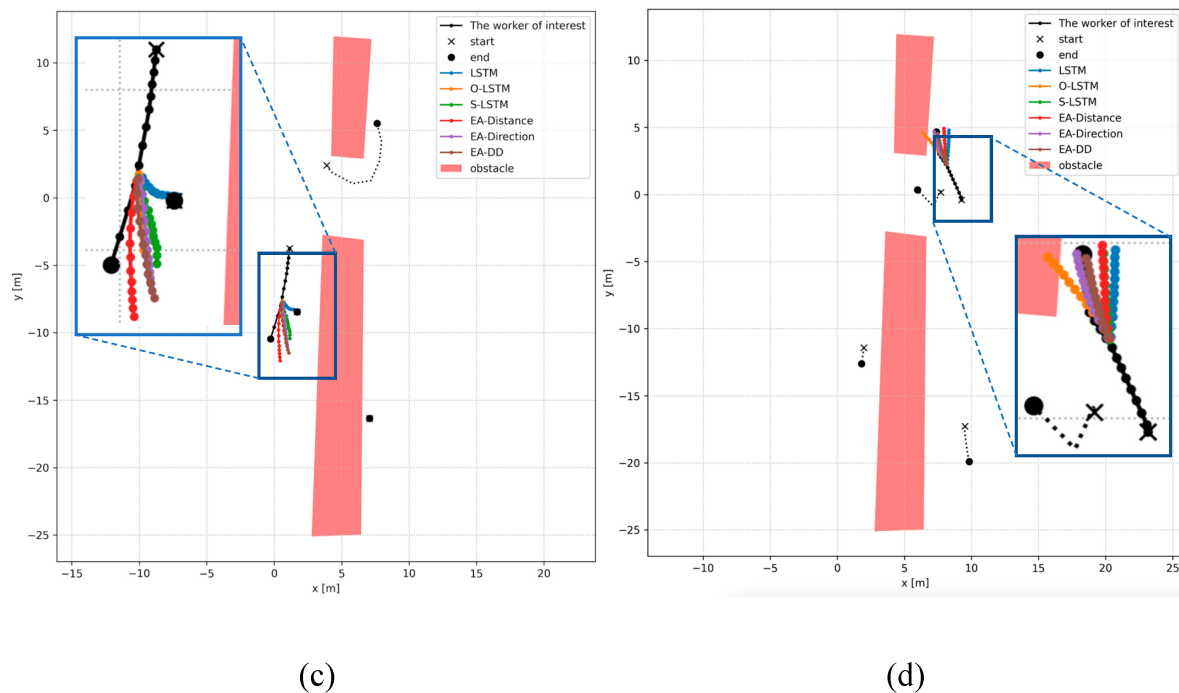 The worker of interest
start
end
LSTM
O-LSTM
S-LSTM
EA-Distance
EA-Direction
EA-DD
obstacle
10
5
0
−5
−10
−15
−20
−25
y [m]
−15 −10 −5 0 5 10 15 20
x [m]
(c)
The worker of interest
start
end
LSTM
O-LSTM
S-LSTM
EA-Distance
EA-Direction
EA-DD
obstacle
10
5
0
−5
−10
−15
−20
−25
y [m]
−10 −5 0 5 10 15 20 25
x [m]
(d)